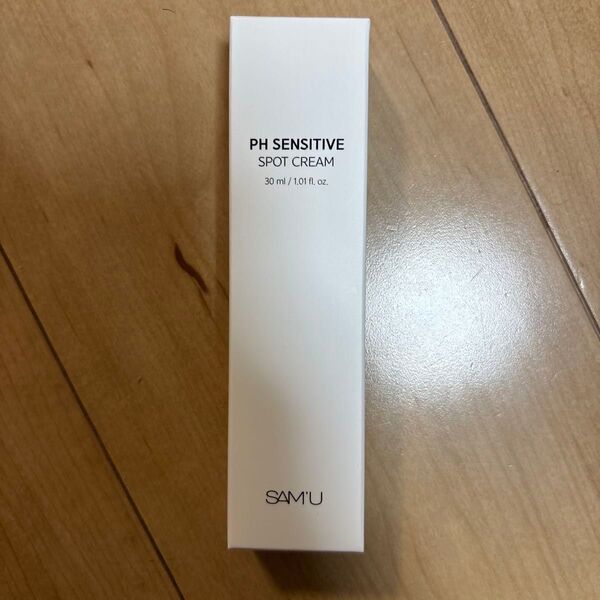 PH SENSITIVE
SPOT CREAM
30 ml / 1.01 fl. oz.
SAM'U